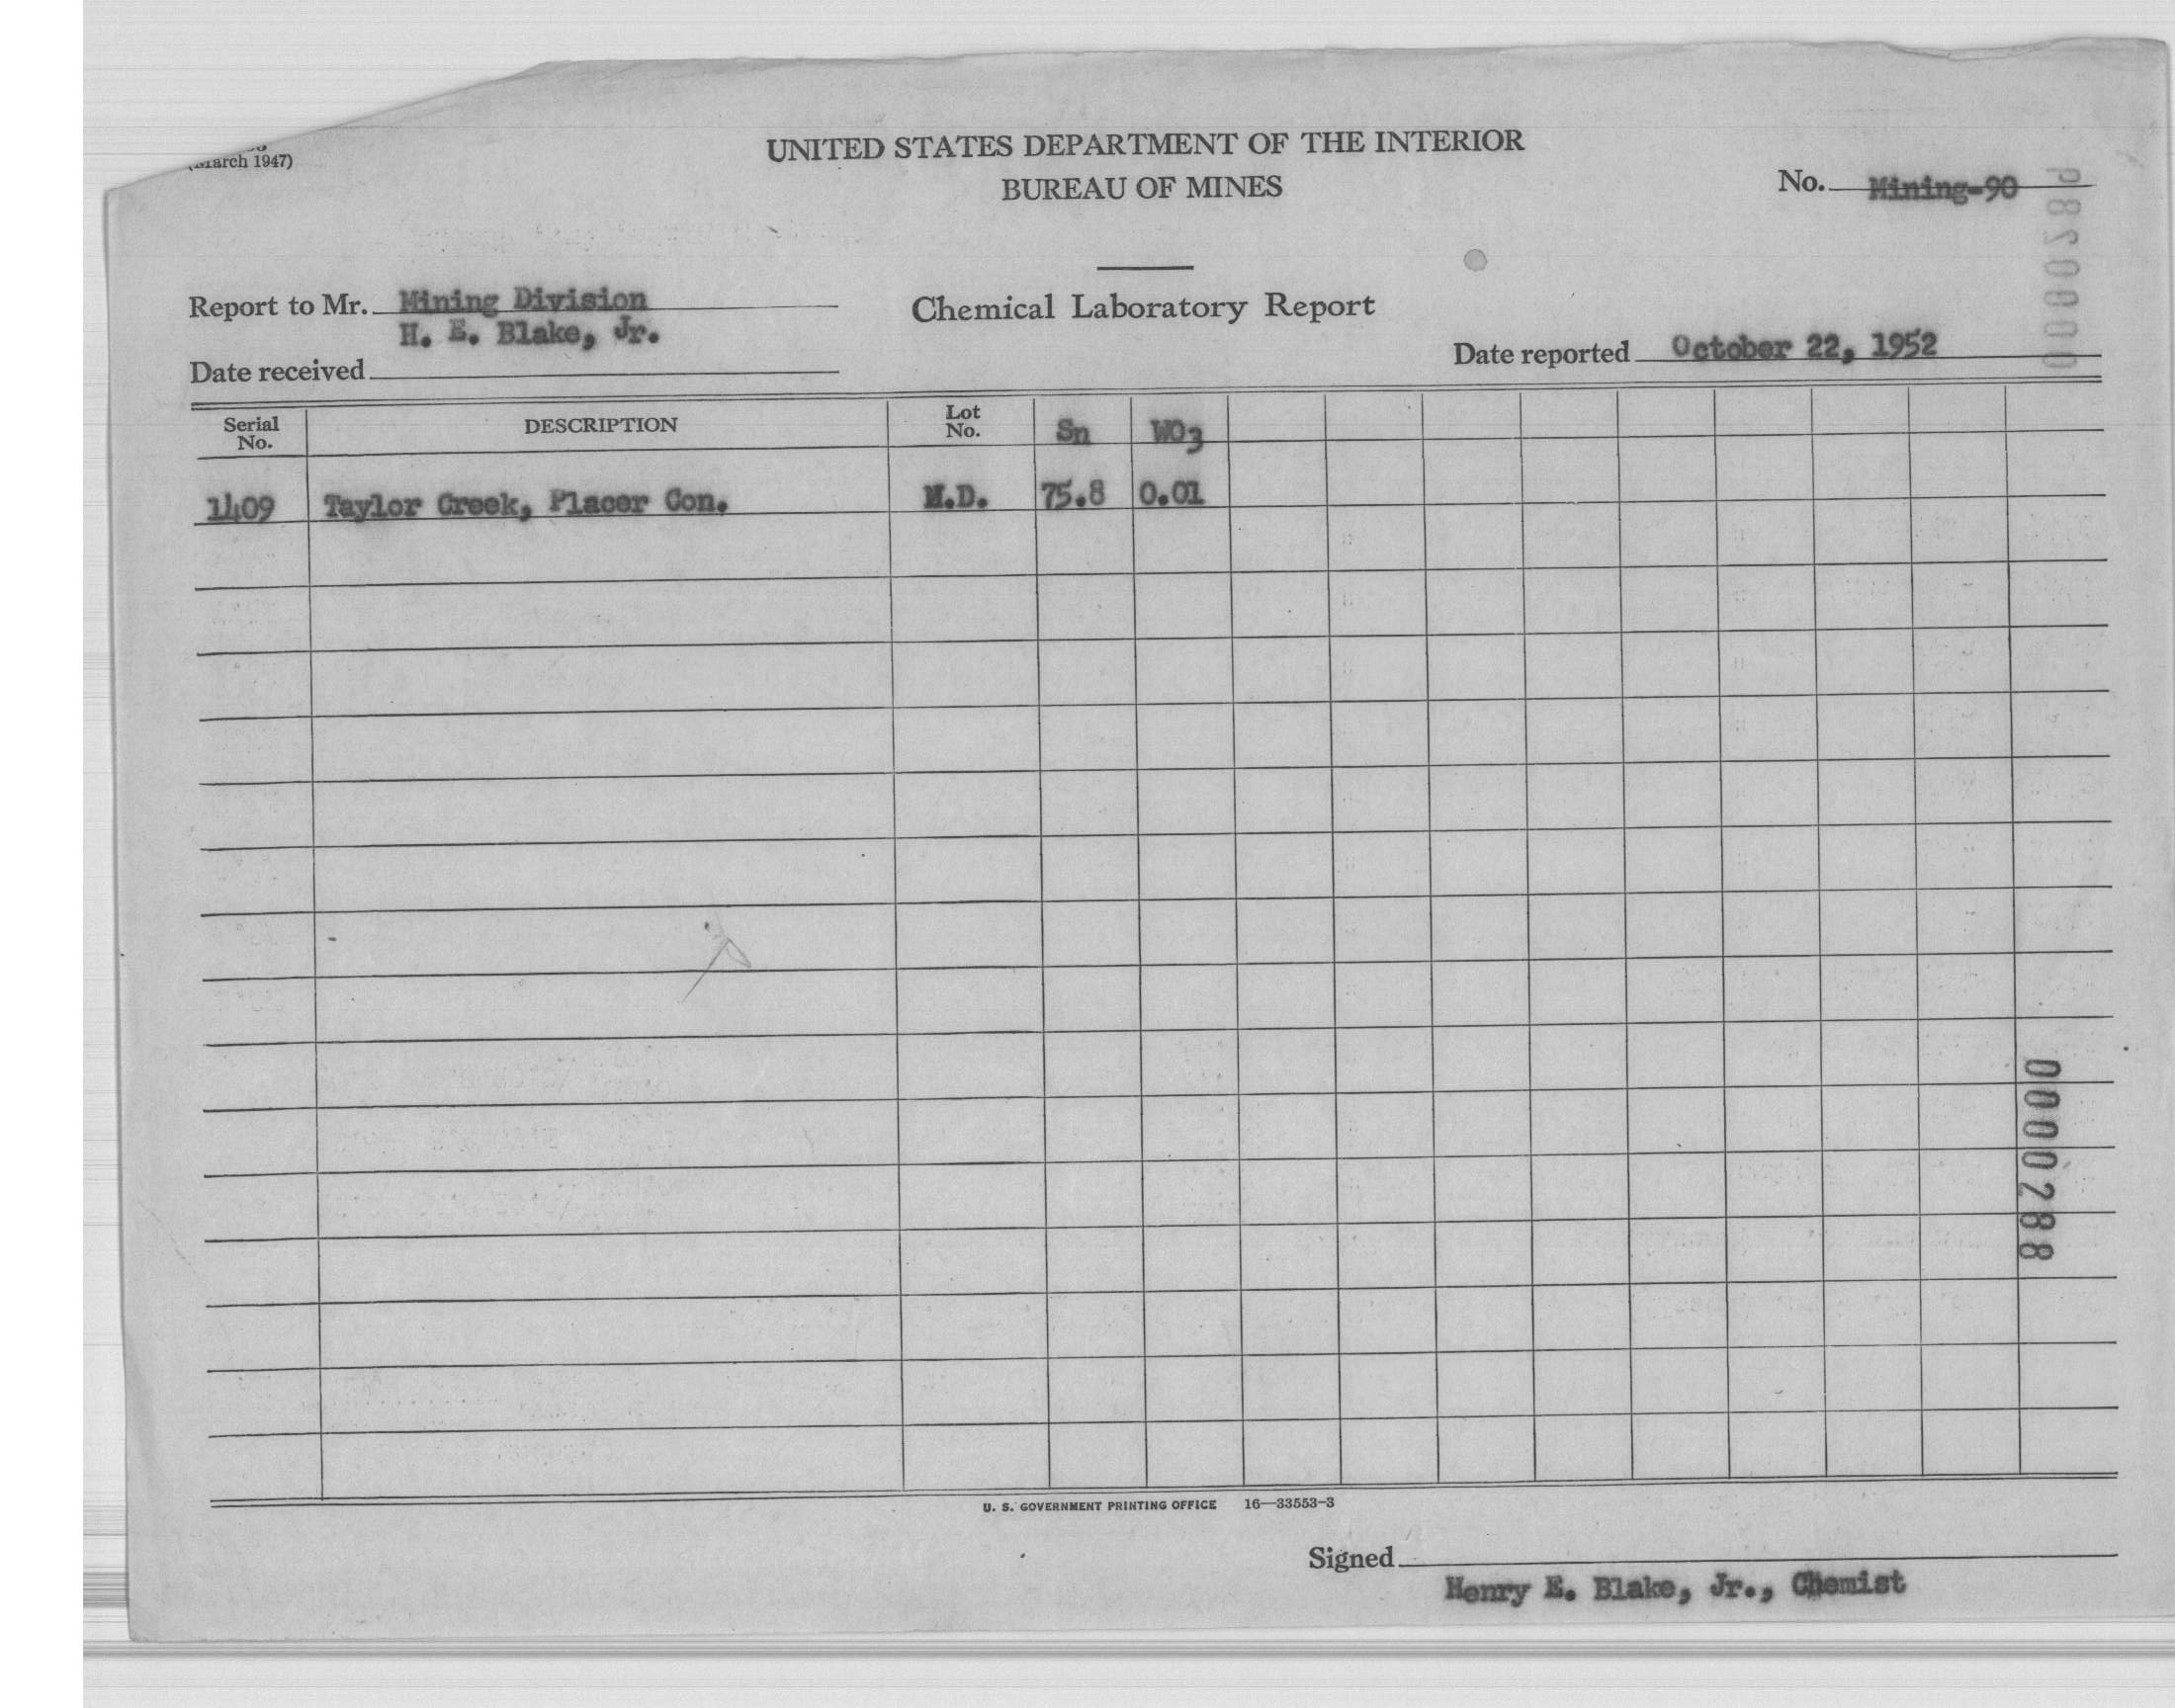 (March 1947)
UNITED STATES DEPARTMENT OF THE INTERIOR
BUREAU OF MINES
No. Mining-90
Report to Mr. Mining Division
H. E. Blake, Jr.
Chemical Laboratory Report
Date received
Date reported October 22, 1952
Serial No. DESCRIPTION Lot No. Sn WO3
1409 Taylor Creek, Placer Con. M.D. 75.8 0.01
0000288
U. S. GOVERNMENT PRINTING OFFICE 16—33553-3
Signed
Henry E. Blake, Jr., Chemist